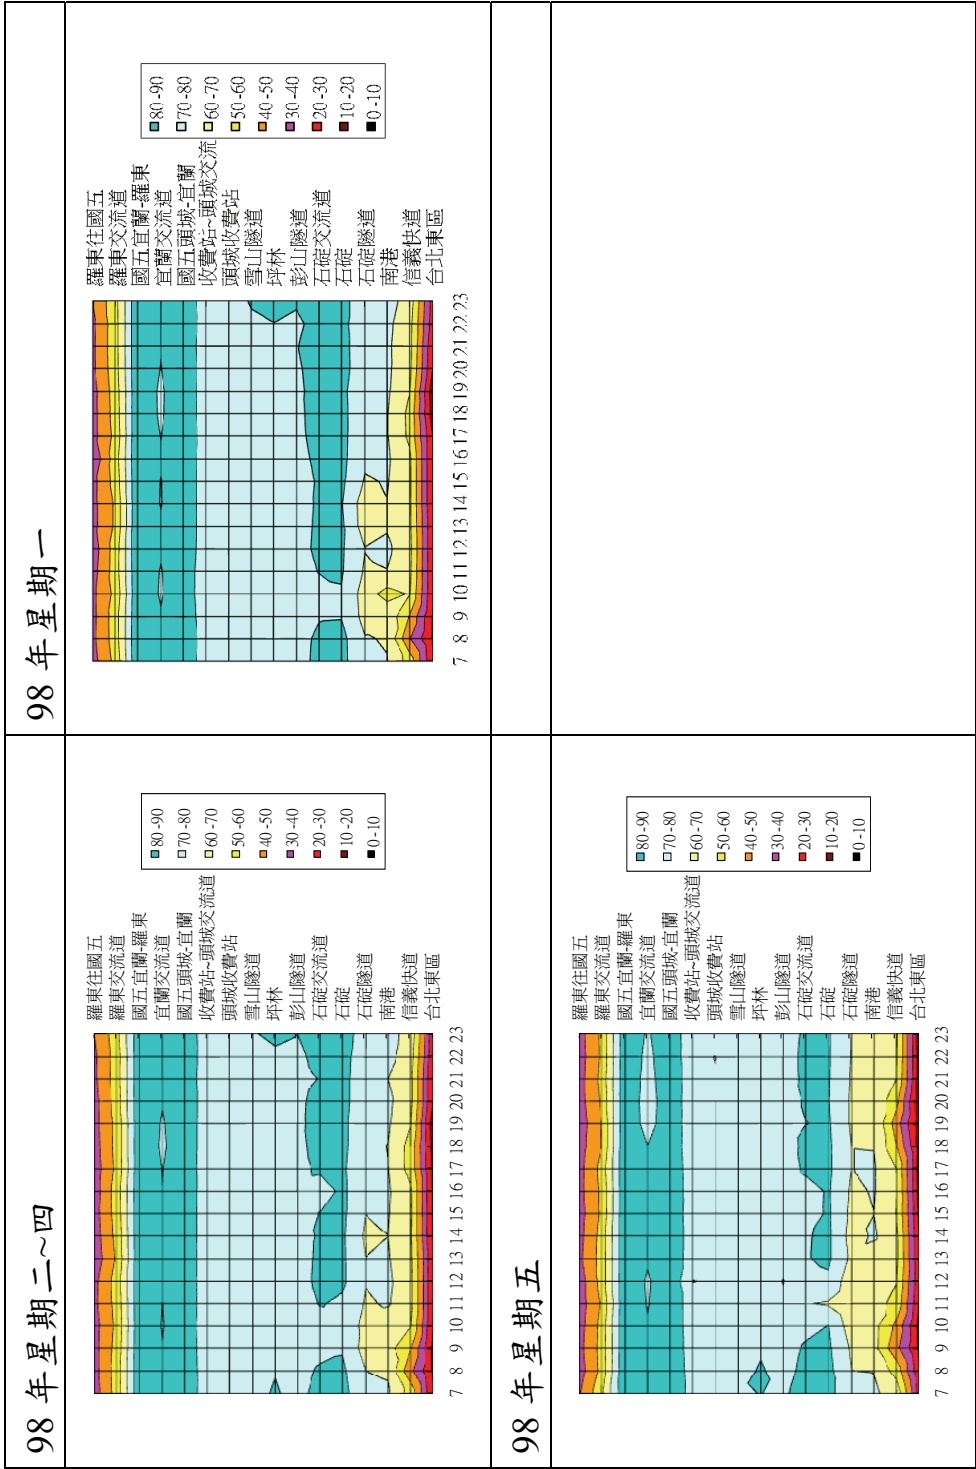 98 年星期二~四
80-90
70-80
60-70
50-60
40-50
30-40
20-30
10-20
0-10
羅東往國五
羅東交流道
國五宜蘭-羅東
宜蘭交流道
國五頭城-宜蘭
收費站~頭城交流道
頭城收費站
雪山隧道
坪林
彭山隧道
石碇交流道
石碇
石碇隧道
南港
信義快道
台北東區
7 8 9 10 11 12 13 14 15 16 17 18 19 20 21 22 23
98 年星期一
80-90
70-80
60-70
50-60
40-50
30-40
20-30
10-20
0-10
羅東往國五
羅東交流道
國五宜蘭-羅東
宜蘭交流道
國五頭城-宜蘭
收費站~頭城交流
頭城收費站
雪山隧道
坪林
彭山隧道
石碇交流道
石碇
石碇隧道
南港
信義快道
台北東區
7 8 9 10 11 12 13 14 15 16 17 18 19 20 21 22 23
98 年星期五
80-90
70-80
60-70
50-60
40-50
30-40
20-30
10-20
0-10
羅東往國五
羅東交流道
國五宜蘭-羅東
宜蘭交流道
國五頭城-宜蘭
收費站~頭城交流道
頭城收費站
雪山隧道
坪林
彭山隧道
石碇交流道
石碇
石碇隧道
南港
信義快道
台北東區
7 8 9 10 11 12 13 14 15 16 17 18 19 20 21 22 23